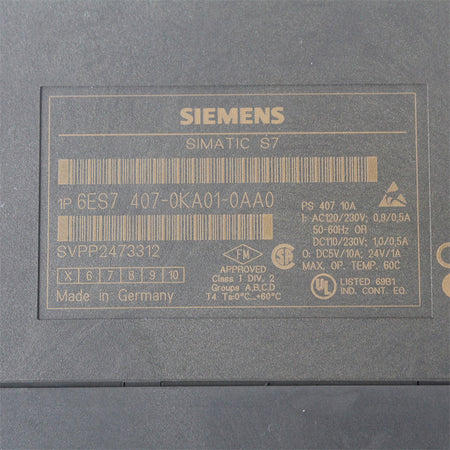 SIEMENS
SIMATIC S7
1P 6ES7 407-0KA01-0AA0
SVPP2473312
X 6 7 8 9 10
Made in Germany
FM
APPROVED
Class 1 DIV. 2
Groups A,B,C,D
T4 Ta=0°C...+60°C
PS 407 10A
I: AC120/230V; 0,9/0,5A
50-60Hz OR
DC110/230V; 1,0/0,5A
O: DC5V/10A; 24V/1A
MAX. OP. TEMP. 60C
UL LISTED 69B1
IND. CONT. EQ.